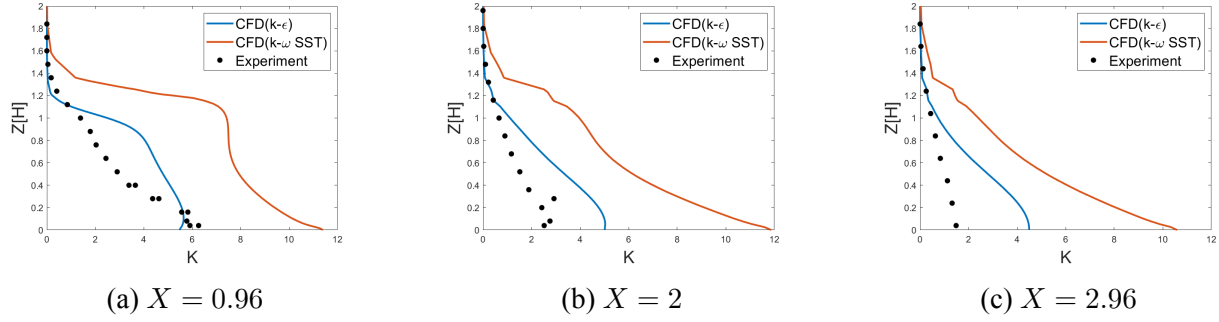 2
1.8
1.6
1.4
1.2
1
0.8
0.6
0.4
0.2
0
Z[H]
0 2 4 6 8 10 12
K
CFD(k-ϵ)
CFD(k-ω SST)
Experiment
(a) X = 0.96
2
1.8
1.6
1.4
1.2
1
0.8
0.6
0.4
0.2
0
Z[H]
0 2 4 6 8 10 12
K
CFD(k-ϵ)
CFD(k-ω SST)
Experiment
(b) X = 2
2
1.8
1.6
1.4
1.2
1
0.8
0.6
0.4
0.2
0
Z[H]
0 2 4 6 8 10 12
K
CFD(k-ϵ)
CFD(k-ω SST)
Experiment
(c) X = 2.96